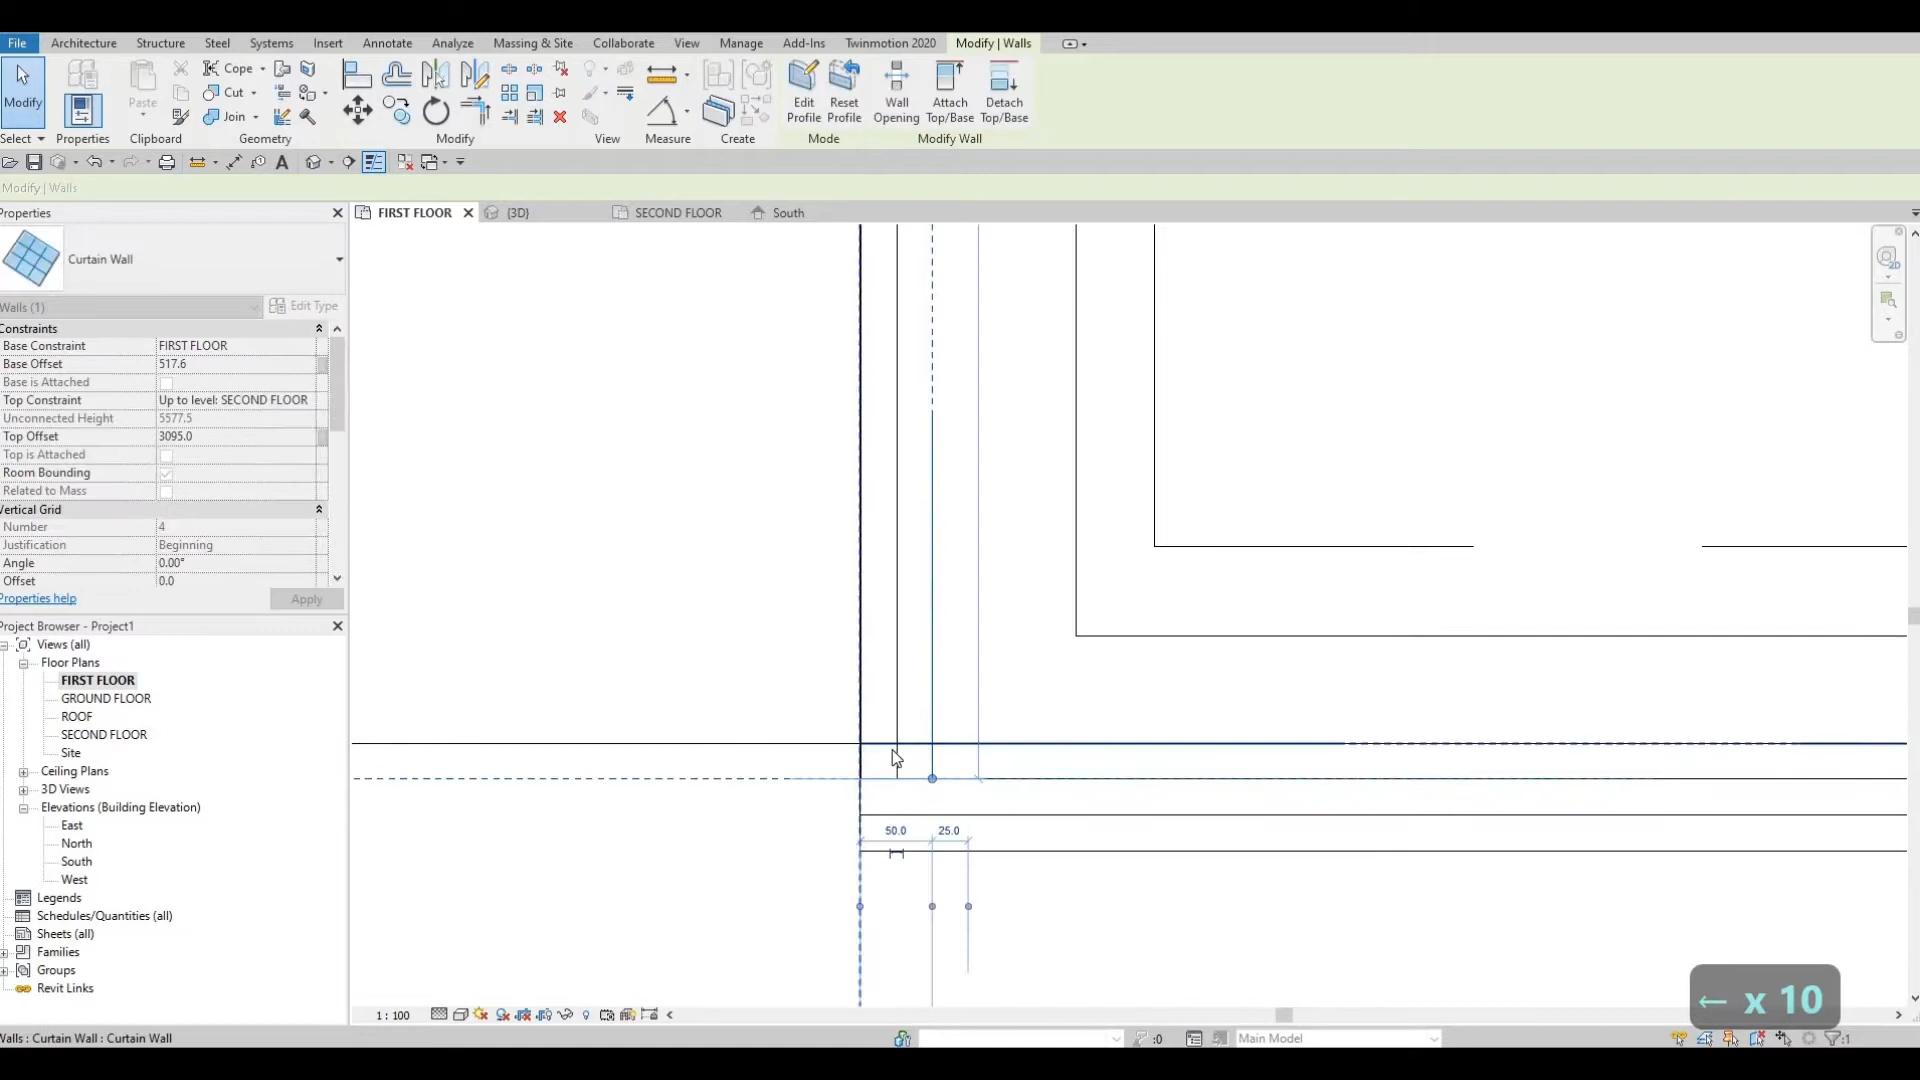 File Architecture Structure Steel Systems Insert Annotate Analyze Massing & Site Collaborate View Manage Add-Ins Twinmotion 2020 Modify | Walls
Modify Properties Paste Cope Cut Join Edit Profile Reset Profile Wall Opening Attach Top/Base Detach Top/Base
Select Properties Clipboard Geometry Modify View Measure Create Mode Modify Wall
A
Modify | Walls
Properties
FIRST FLOOR {3D} SECOND FLOOR South
Curtain Wall
Walls (1) Edit Type
Constraints
Base Constraint FIRST FLOOR
Base Offset 517.6
Base is Attached
Top Constraint Up to level: SECOND FLOOR
Unconnected Height 5577.5
Top Offset 3095.0
Top is Attached
Room Bounding
Related to Mass
Vertical Grid
Number 4
Justification Beginning
Angle 0.00°
Offset 0.0
Properties help Apply
Project Browser - Project1
Views (all)
Floor Plans
FIRST FLOOR
GROUND FLOOR
ROOF
SECOND FLOOR
Site
Ceiling Plans
3D Views
Elevations (Building Elevation)
East
North
South
West
Legends
Schedules/Quantities (all)
Sheets (all)
Families
Groups
Revit Links
2D
50.0 25.0
← x 10
1 : 100
Walls : Curtain Wall : Curtain Wall :0 Main Model :1